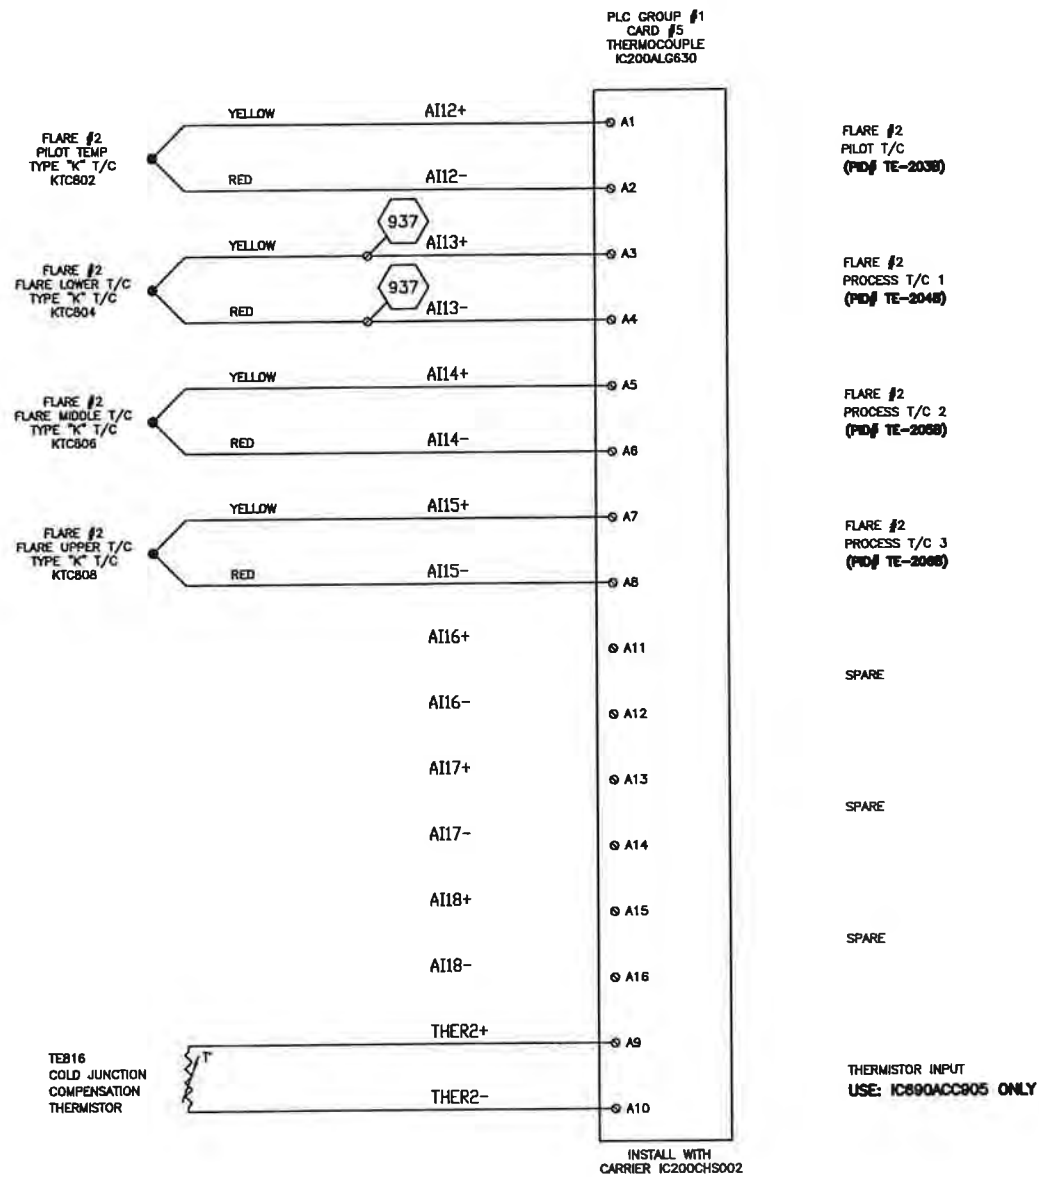 PLC GROUP #1
CARD #5
THERMOCOUPLE
IC200ALG630
FLARE #2
PILOT TEMP
TYPE "K" T/C
KTC802
YELLOW
AI12+
A1
RED
AI12-
A2
FLARE #2
PILOT T/C
(PID# TE-203B)
FLARE #2
FLARE LOWER T/C
TYPE "K" T/C
KTC804
YELLOW
937
AI13+
A3
RED
937
AI13-
A4
FLARE #2
PROCESS T/C 1
(PID# TE-204B)
FLARE #2
FLARE MIDDLE T/C
TYPE "K" T/C
KTC806
YELLOW
AI14+
A5
RED
AI14-
A6
FLARE #2
PROCESS T/C 2
(PID# TE-205B)
FLARE #2
FLARE UPPER T/C
TYPE "K" T/C
KTC808
YELLOW
AI15+
A7
RED
AI15-
A8
FLARE #2
PROCESS T/C 3
(PID# TE-206B)
AI16+
A11
SPARE
AI16-
A12
AI17+
A13
SPARE
AI17-
A14
AI18+
A15
SPARE
AI18-
A16
TE816
COLD JUNCTION
COMPENSATION
THERMISTOR
T°
THER2+
A9
THER2-
A10
THERMISTOR INPUT
USE: IC690ACC905 ONLY
INSTALL WITH
CARRIER IC200CHS002